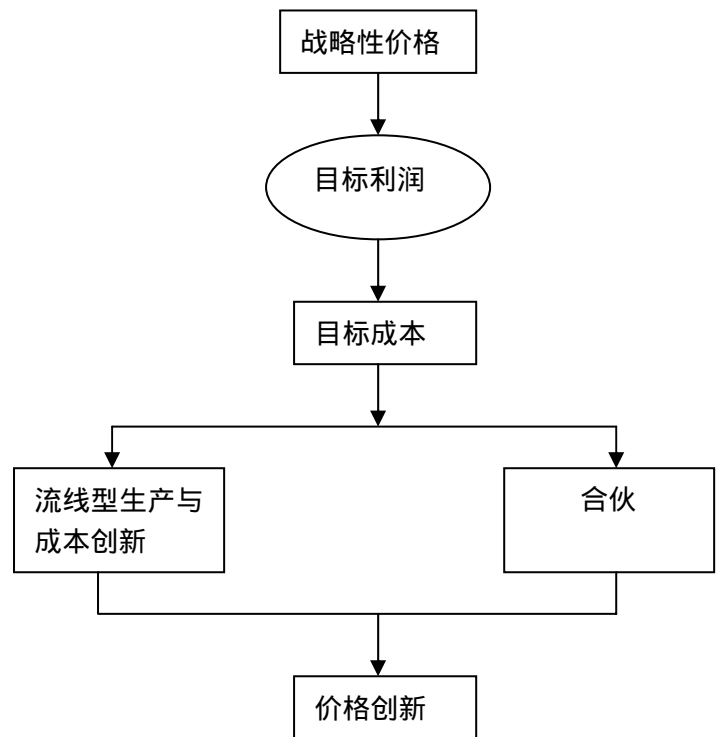 战略性价格
目标利润
目标成本
流线型生产与
成本创新
合伙
价格创新